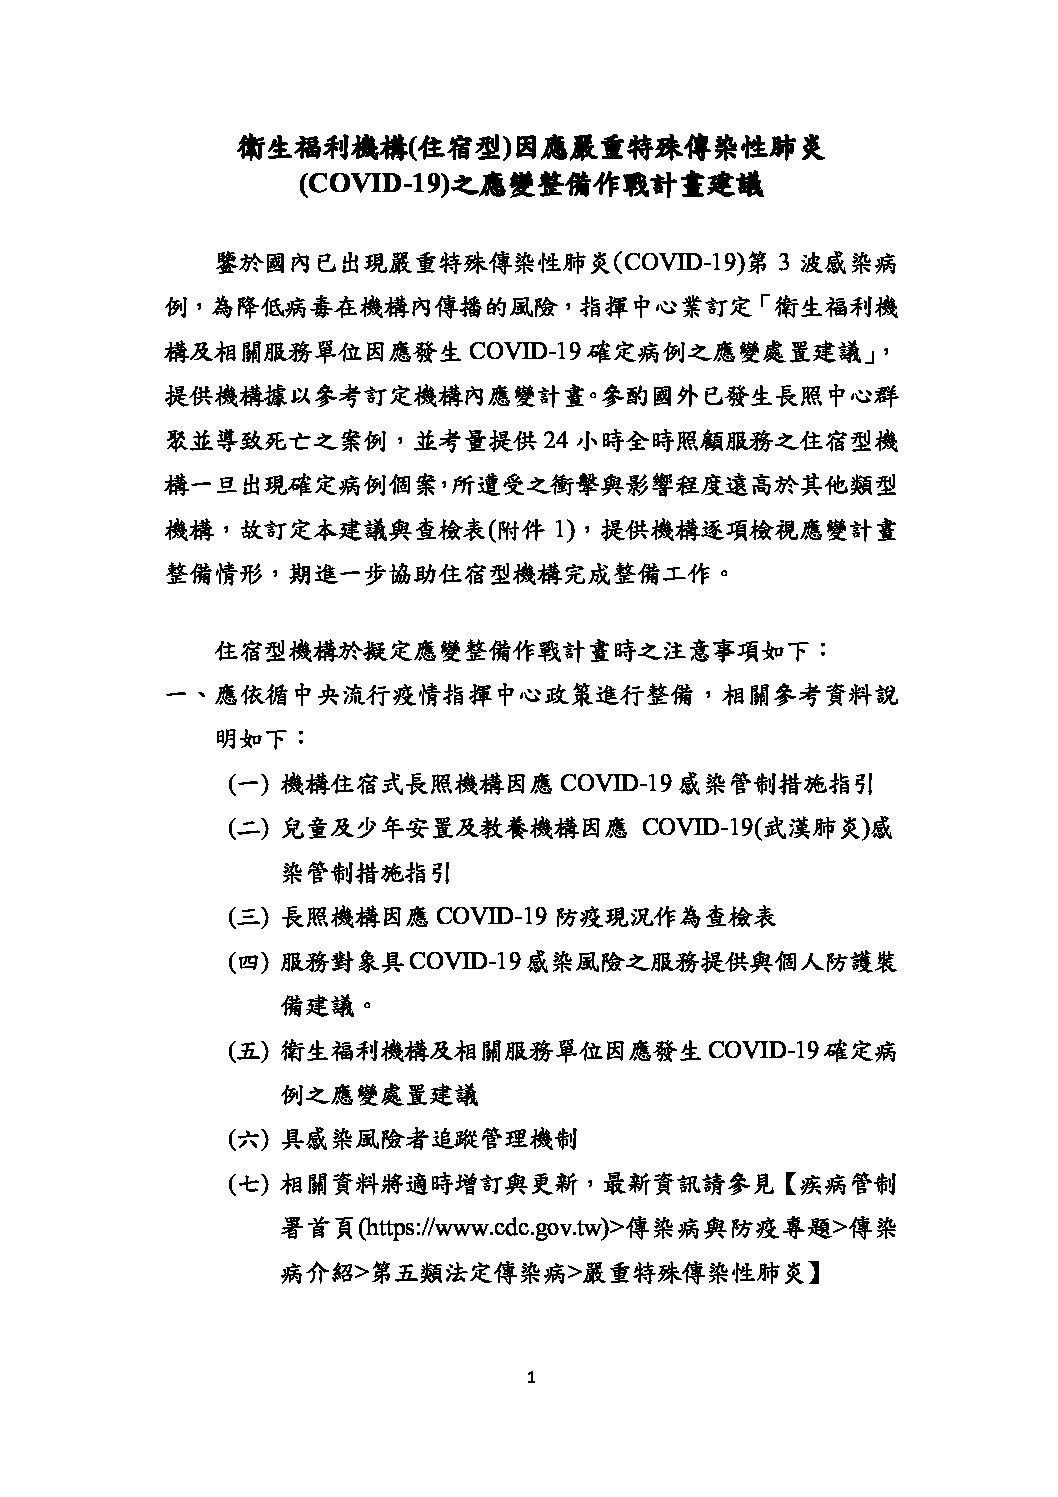 衛生福利機構(住宿型)因應嚴重特殊傳染性肺炎
(COVID-19)之應變整備作戰計畫建議
鑒於國內已出現嚴重特殊傳染性肺炎(COVID-19)第 3 波感染病
例，為降低病毒在機構內傳播的風險，指揮中心業訂定「衛生福利機
構及相關服務單位因應發生 COVID-19 確定病例之應變處置建議」，
提供機構據以參考訂定機構內應變計畫。參酌國外已發生長照中心群
聚並導致死亡之案例，並考量提供 24 小時全時照顧服務之住宿型機
構一旦出現確定病例個案，所遭受之衝擊與影響程度遠高於其他類型
機構，故訂定本建議與查檢表(附件 1)，提供機構逐項檢視應變計畫
整備情形，期進一步協助住宿型機構完成整備工作。
住宿型機構於擬定應變整備作戰計畫時之注意事項如下：
一、應依循中央流行疫情指揮中心政策進行整備，相關參考資料說
明如下：
(一) 機構住宿式長照機構因應 COVID-19 感染管制措施指引
(二) 兒童及少年安置及教養機構因應 COVID-19(武漢肺炎)感
染管制措施指引
(三) 長照機構因應 COVID-19 防疫現況作為查檢表
(四) 服務對象具 COVID-19 感染風險之服務提供與個人防護裝
備建議。
(五) 衛生福利機構及相關服務單位因應發生 COVID-19 確定病
例之應變處置建議
(六) 具感染風險者追蹤管理機制
(七) 相關資料將適時增訂與更新，最新資訊請參見【疾病管制
署首頁(https://www.cdc.gov.tw)>傳染病與防疫專題>傳染
病介紹>第五類法定傳染病>嚴重特殊傳染性肺炎】
1